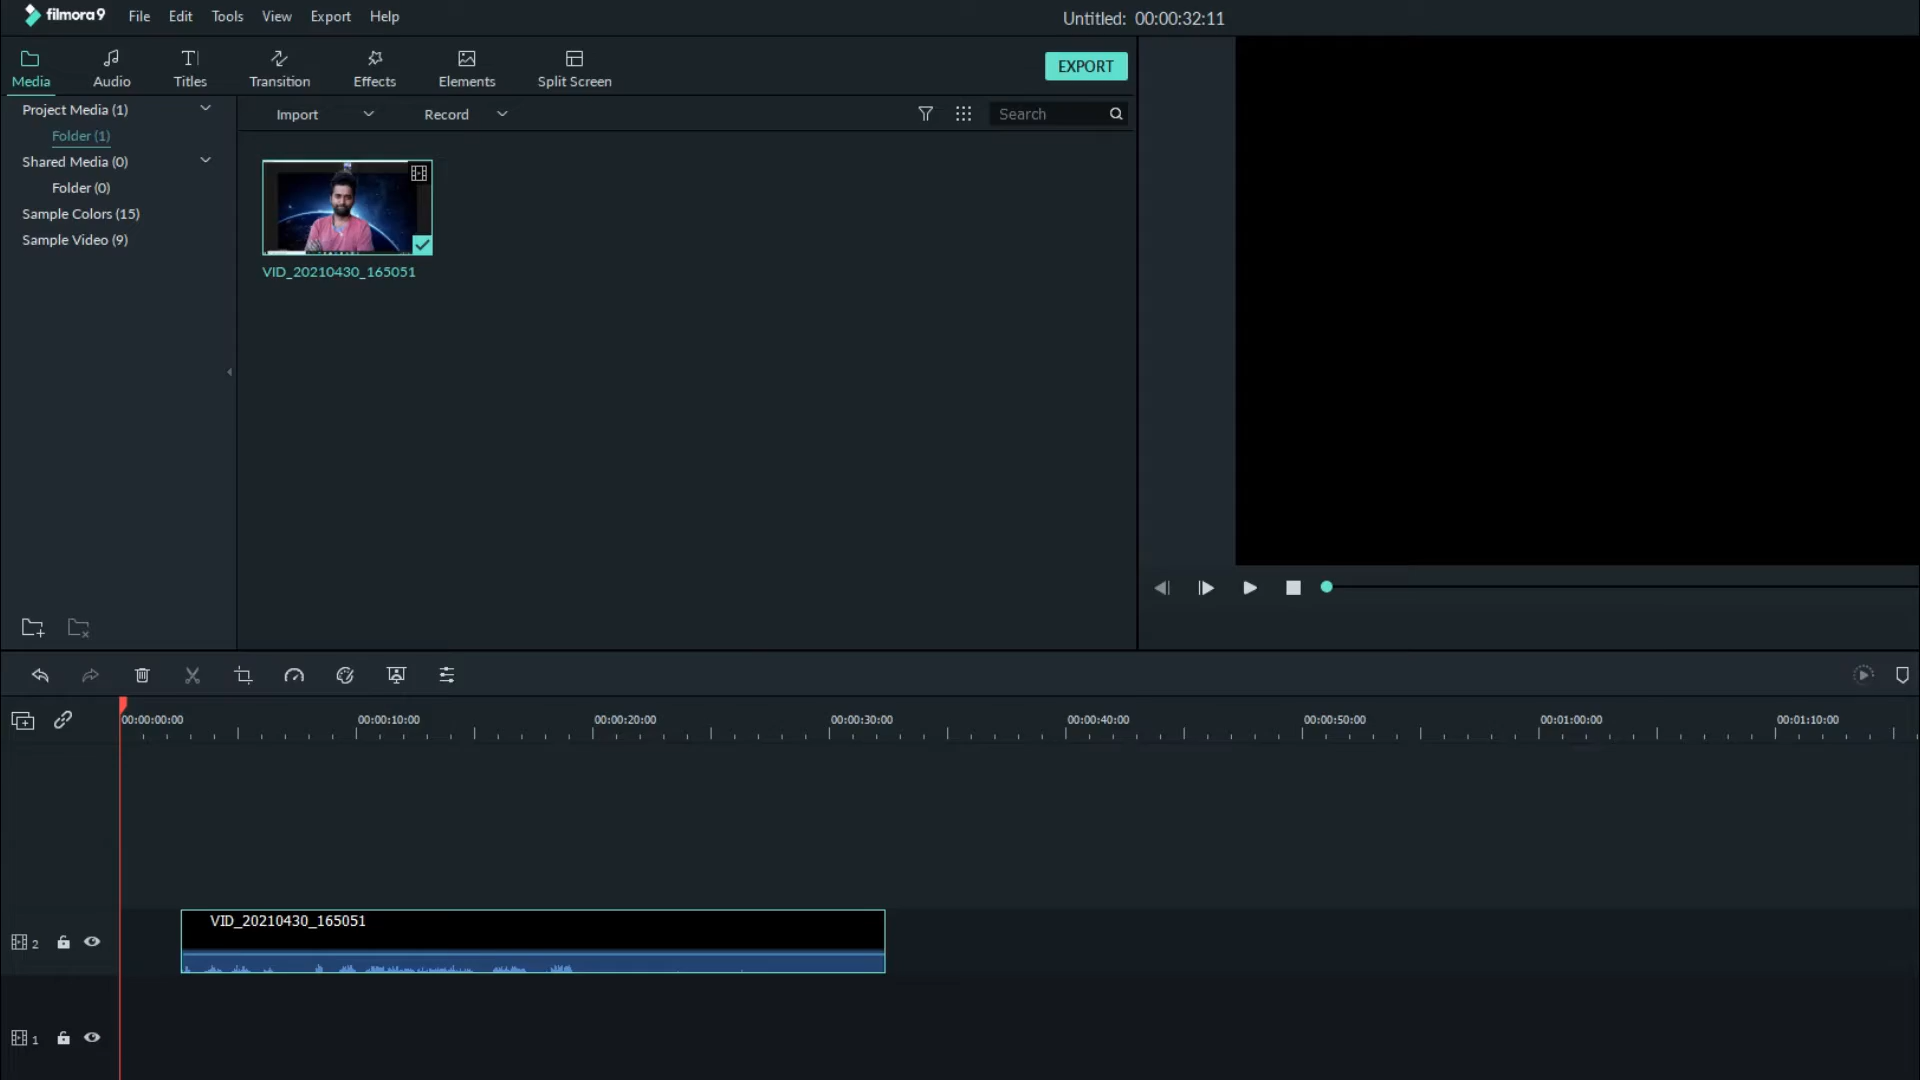 filmora9 File Edit Tools View Export Help
Untitled: 00:00:32:11
Media Audio Titles Transition Effects Elements Split Screen
EXPORT
Project Media (1)
Folder (1)
Shared Media (0)
Folder (0)
Sample Colors (15)
Sample Video (9)
Import Record Search
VID_20210430_165051
00:00:00:00 00:00:10:00 00:00:20:00 00:00:30:00 00:00:40:00 00:00:50:00 00:01:00:00 00:01:10:00
VID_20210430_165051
2
1